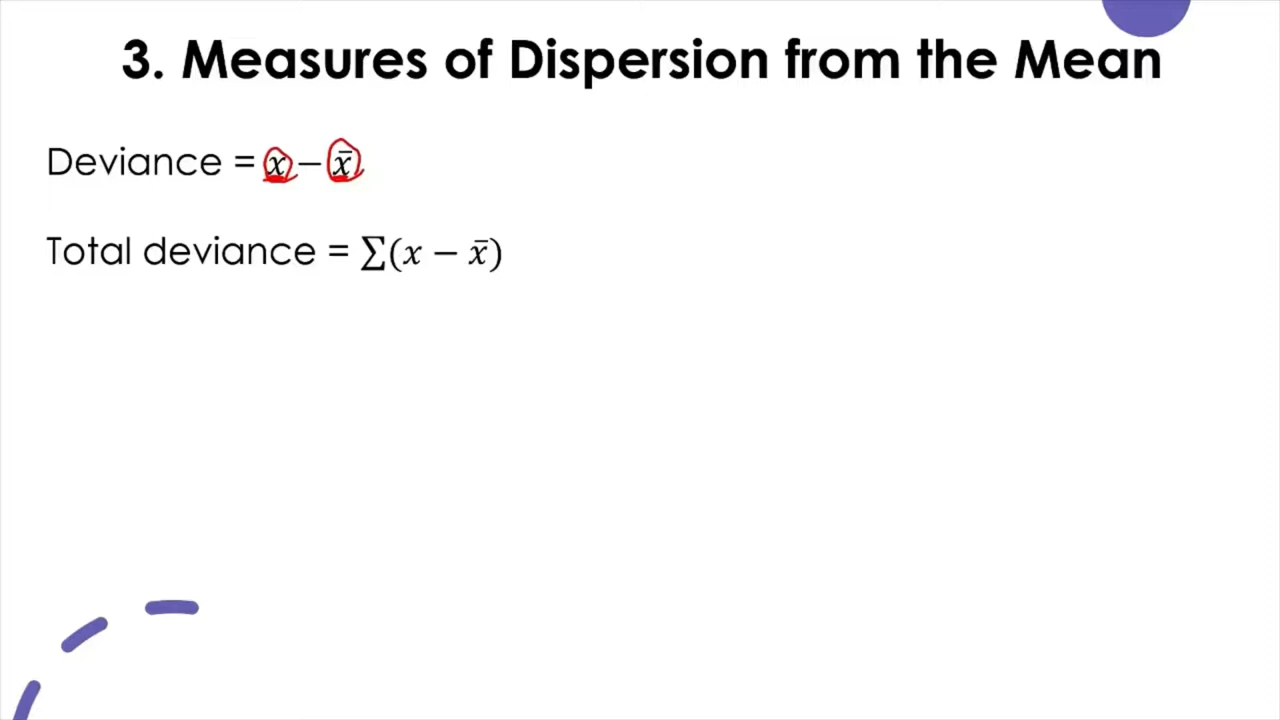 3. Measures of Dispersion from the Mean
Deviance = x − x̄
Total deviance = ∑(x − x̄)